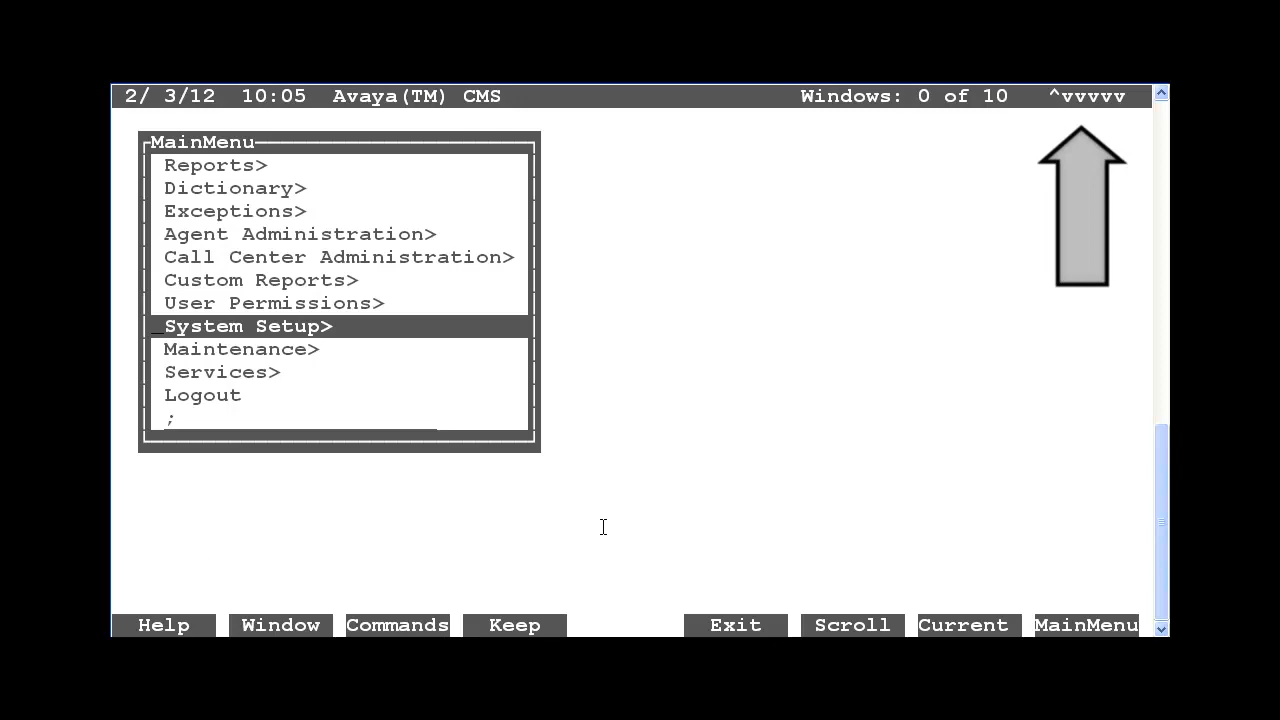 2/ 3/12  10:05  Avaya(TM) CMS  Windows: 0 of 10  ^vvvvv
MainMenu
Reports>
Dictionary>
Exceptions>
Agent Administration>
Call Center Administration>
Custom Reports>
User Permissions>
_System Setup>
Maintenance>
Services>
Logout
;
Help  Window  Commands  Keep  Exit  Scroll  Current  MainMenu